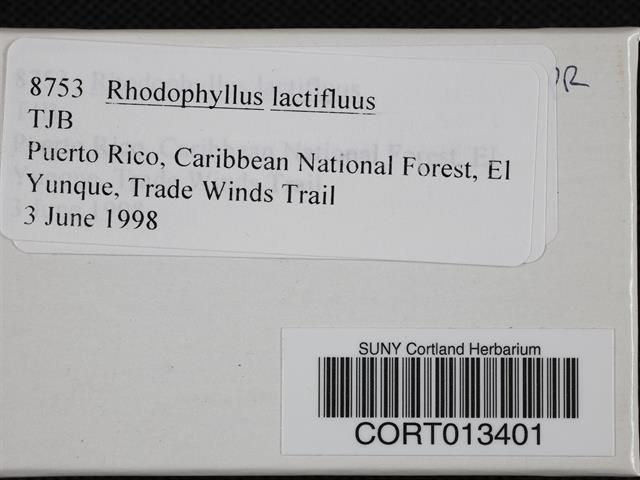 8753 Rhodophyllus lactifluus
TJB
Puerto Rico, Caribbean National Forest, El
Yunque, Trade Winds Trail
3 June 1998
SUNY Cortland Herbarium
CORT013401